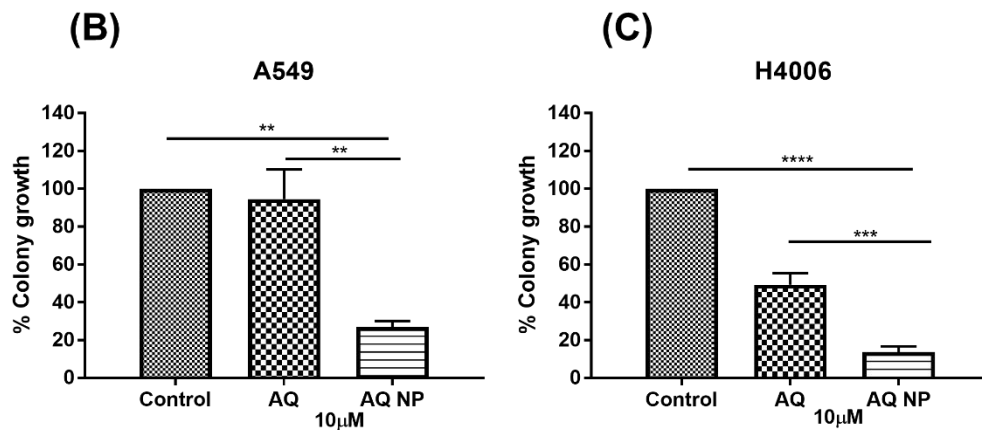 (B)
A549
% Colony growth
140
120
100
80
60
40
20
0
**
**
Control
AQ
AQ NP
10μM
(C)
H4006
% Colony growth
140
120
100
80
60
40
20
0
****
***
Control
AQ
AQ NP
10μM